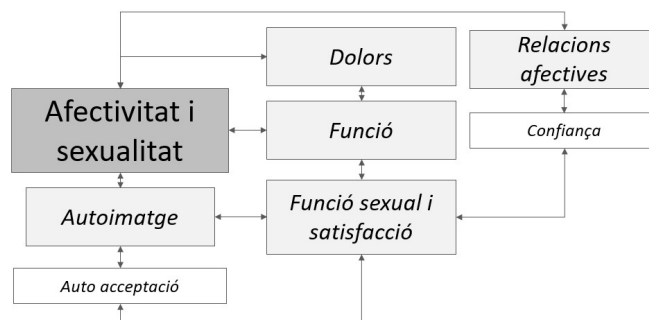 Dolors
Relacions
afectives
Afectivitat i
sexualitat
Funció
Confiança
Autoimatge
Funció sexual i
satisfacció
Auto acceptació